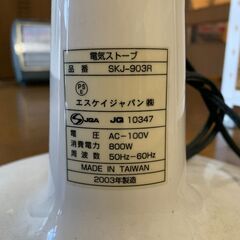 電気ストーブ
品 番 SKJ-903R
PS E
エスケイジャパン㈱
JQA JG 10347
電 圧 AC-100V
消費電力 800W
周 波 数 50Hz-60Hz
MADE IN TAIWAN
2003年製造